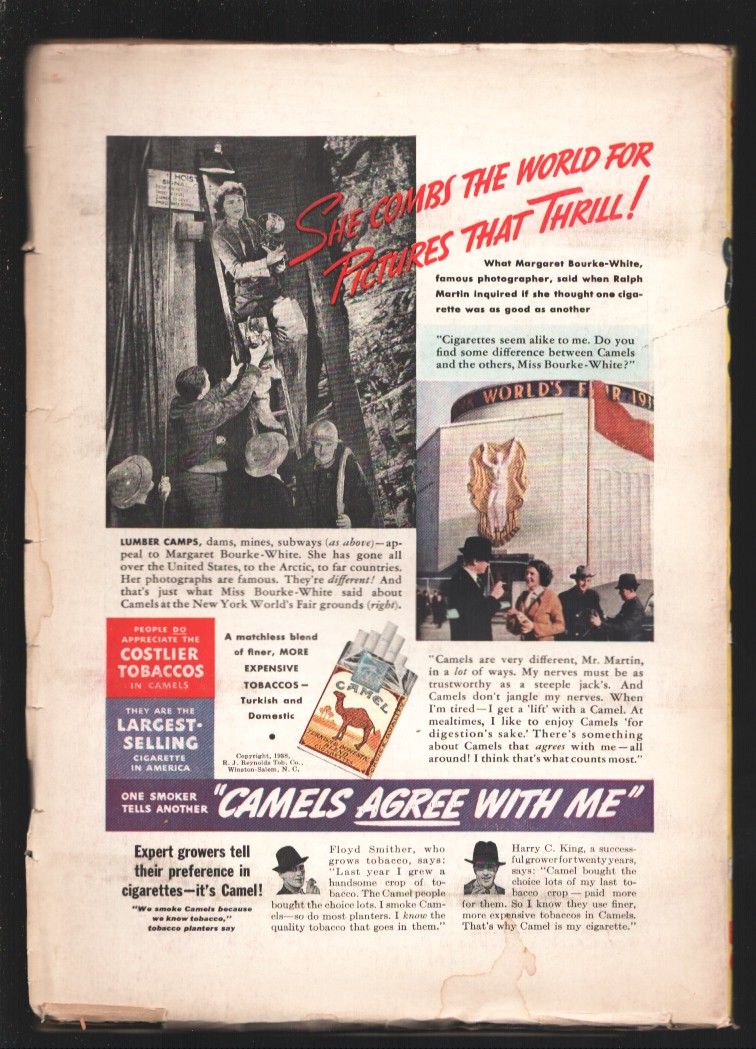 HOIST
SIGNA
SHE COMBS THE WORLD FOR
PICTURES THAT THRILL!
What Margaret Bourke-White,
famous photographer, said when Ralph
Martin inquired if she thought one ciga-
rette was as good as another
"Cigarettes seem alike to me. Do you
find some difference between Camels
and the others, Miss Bourke-White?"
WORLD'S FAIR 193
LUMBER CAMPS, dams, mines, subways (as above)—ap-
peal to Margaret Bourke-White. She has gone all
over the United States, to the Arctic, to far countries.
Her photographs are famous. They're different! And
that's just what Miss Bourke-White said about
Camels at the New York World's Fair grounds (right).
PEOPLE DO
APPRECIATE THE
COSTLIER
TOBACCOS
IN CAMELS
THEY ARE THE
LARGEST-
SELLING
CIGARETTE
IN AMERICA
A matchless blend
of finer, MORE
EXPENSIVE
TOBACCOS—
Turkish and
Domestic
Copyright, 1938,
R. J. Reynolds Tob. Co.,
Winston-Salem, N. C.
CAMEL
TURKISH & DOMESTIC
BLEND
CIGARETTES
"Camels are very different, Mr. Martin,
in a lot of ways. My nerves must be as
trustworthy as a steeple jack's. And
Camels don't jangle my nerves. When
I'm tired—I get a 'lift' with a Camel. At
mealtimes, I like to enjoy Camels 'for
digestion's sake.' There's something
about Camels that agrees with me—all
around! I think that's what counts most."
ONE SMOKER
TELLS ANOTHER
"CAMELS AGREE WITH ME"
Expert growers tell
their preference in
cigarettes—it's Camel!
"We smoke Camels because
we know tobacco,"
tobacco planters say
Floyd Smither, who
grows tobacco, says:
"Last year I grew a
handsome crop of to-
bacco. The Camel people
bought the choice lots. I smoke Cam-
els—so do most planters. I know the
quality tobacco that goes in them."
Harry C. King, a success-
ful grower for twenty years,
says: "Camel bought the
choice lots of my last to-
bacco crop—paid more
for them. So I know they use finer,
more expensive tobaccos in Camels.
That's why Camel is my cigarette."